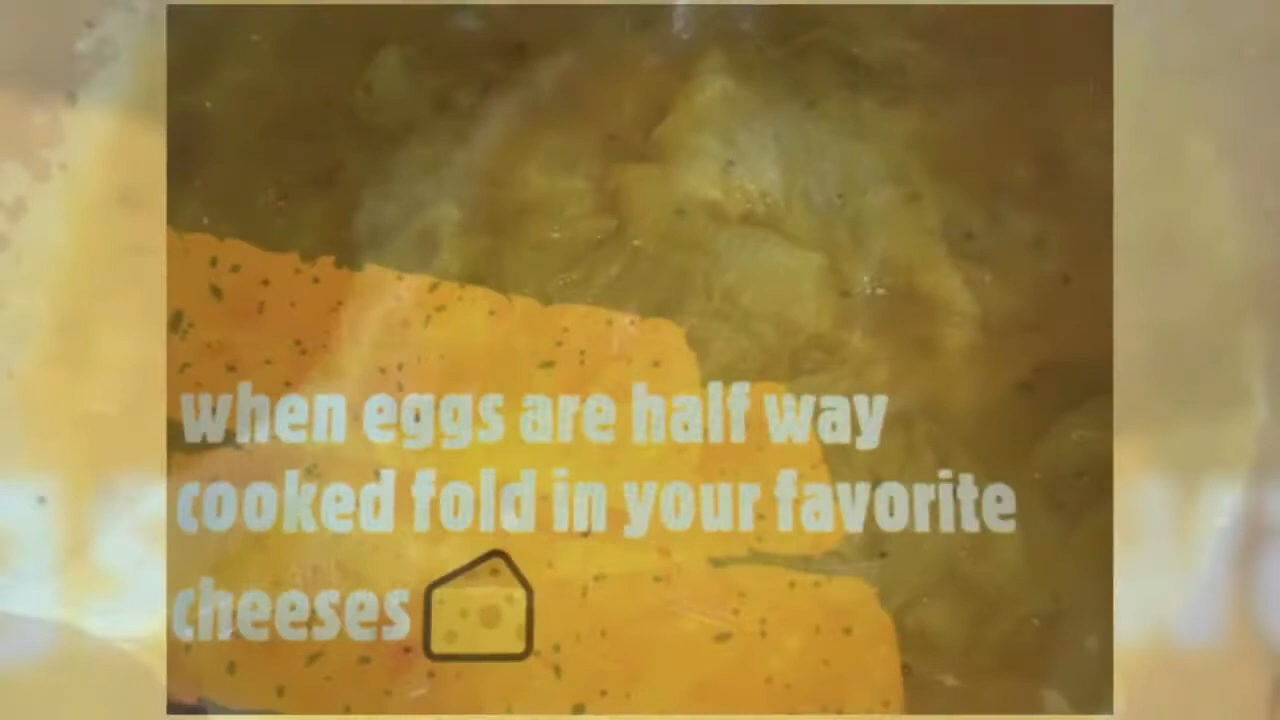 when eggs are half way
cooked fold in your favorite
cheeses